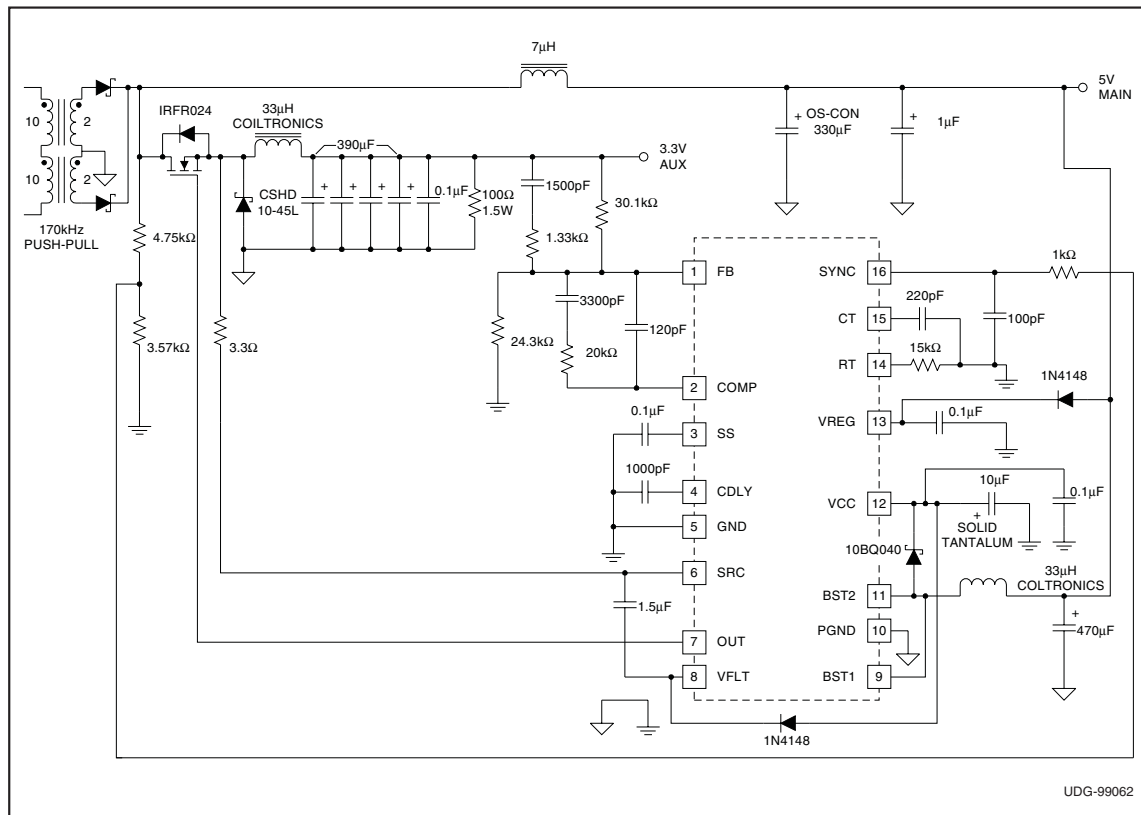 7µH
5V
MAIN
IRFR024
33µH
COILTRONICS
OS-CON
330µF
+
1µF
+
10
2
10
2
390µF
3.3V
AUX
+
+
+
+
+
0.1µF
100Ω
1.5W
1500pF
30.1kΩ
CSHD
10-45L
170kHz
PUSH-PULL
4.75kΩ
1.33kΩ
1kΩ
1
FB
SYNC
16
3300pF
220pF
CT
15
100pF
120pF
3.57kΩ
3.3Ω
24.3kΩ
20kΩ
15kΩ
RT
14
1N4148
2
COMP
0.1µF
VREG
13
0.1µF
3
SS
1000pF
10µF
4
CDLY
VCC
12
0.1µF
+
SOLID
TANTALUM
5
GND
10BQ040
33µH
COLTRONICS
6
SRC
BST2
11
+
1.5µF
470µF
PGND
10
7
OUT
8
VFLT
BST1
9
1N4148
UDG-99062